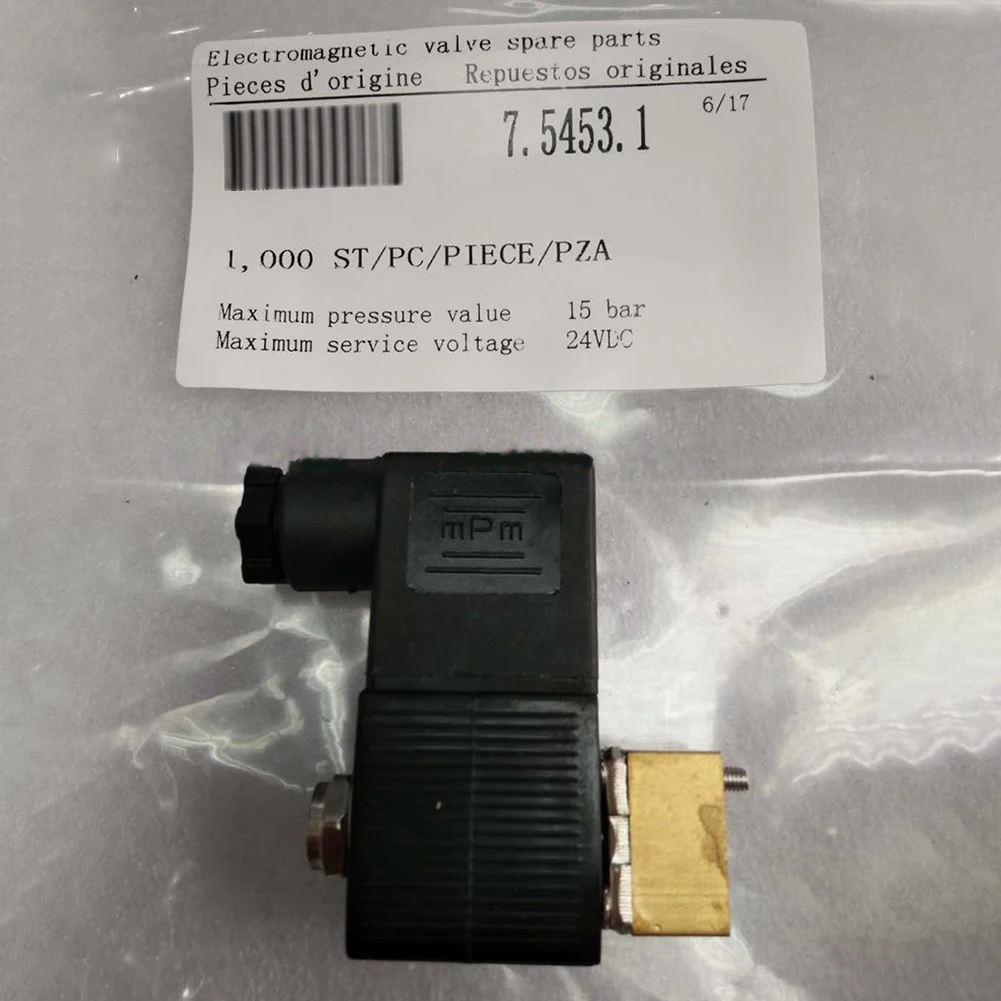 Electromagnetic valve spare parts
Pieces d'origine Repuestos originales
6/17
7.5453.1
1,000 ST/PC/PIECE/PZA
Maximum pressure value 15 bar
Maximum service voltage 24VDC
mPm